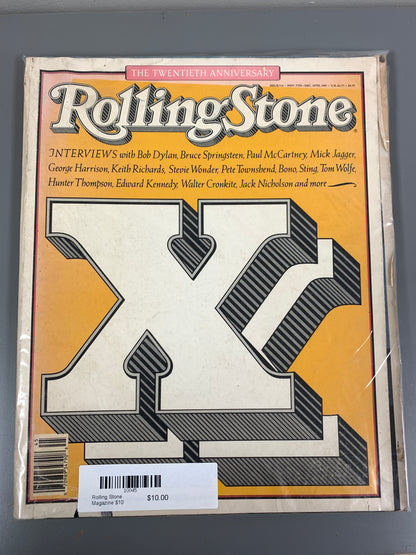 THE TWENTIETH ANNIVERSARY
RollingStone
INTERVIEWS with Bob Dylan, Bruce Springsteen, Paul McCartney, Mick Jagger,
George Harrison, Keith Richards, Stevie Wonder, Pete Townshend, Bono, Sting, Tom Wolfe,
Hunter Thompson, Edward Kennedy, Walter Cronkite, Jack Nicholson and more
XX
Rolling Stone
Magazine $10
$10.00